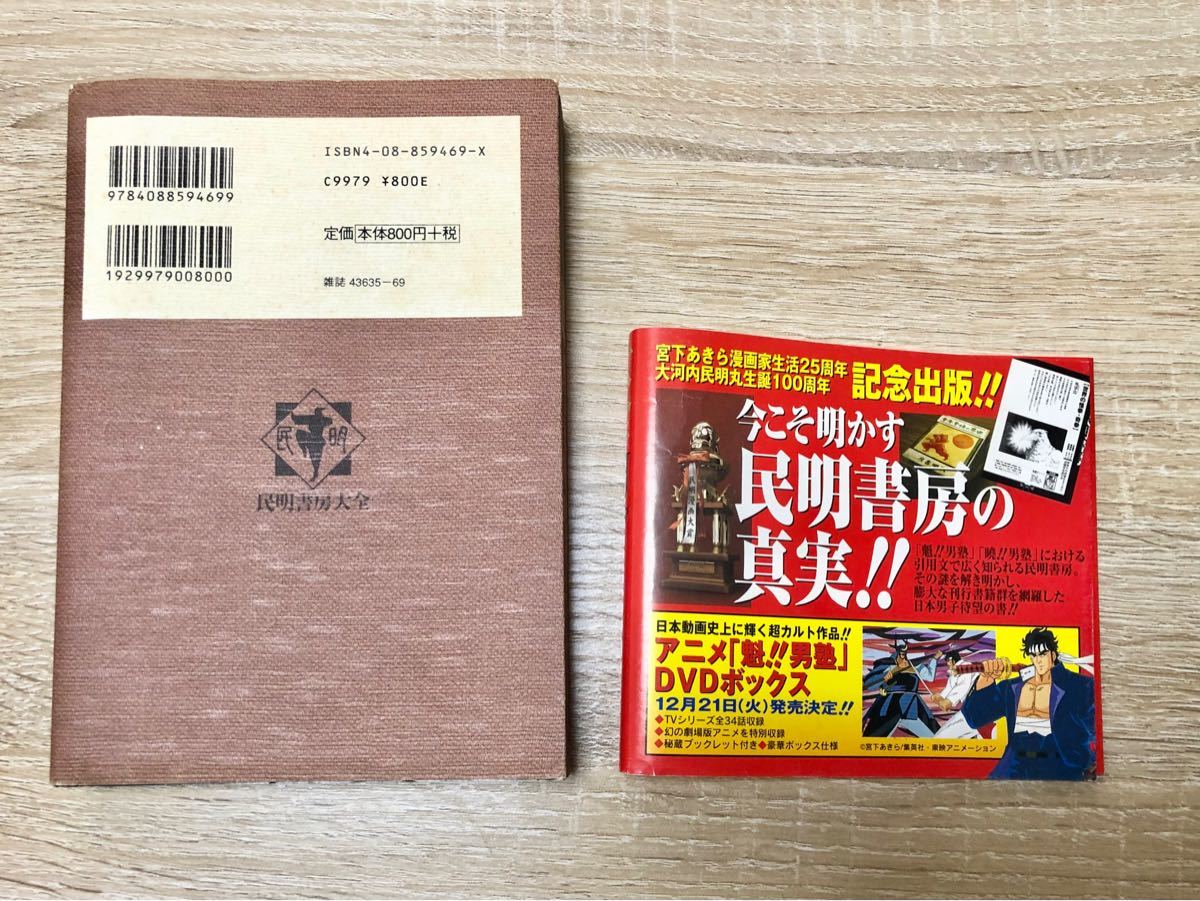 ISBN4-08-859469-X
C9979 ¥800E
定価 本体800円+税
雑誌 43635-69
9784088594699
1929979008000
民 明
民明書房大全
宮下あきら漫画家生活25周年
大河内民明丸生誕100周年
記念出版!!
今こそ明かす
民明書房の
真実!!
「魁!!男塾」「曉!!男塾」における
引用文で広く知られる民明書房。
その謎を解き明かし、
膨大な刊行書籍群を網羅した
日本男子待望の書!!
日本動画史上に輝く超カルト作品!!
アニメ「魁!!男塾」
DVDボックス
12月21日(火)発売決定!!
◆TVシリーズ全34話収録
◆幻の劇場版アニメを特別収録
◆秘蔵ブックレット付き◆豪華ボックス仕様
©宮下あきら/集英社・東映アニメーション